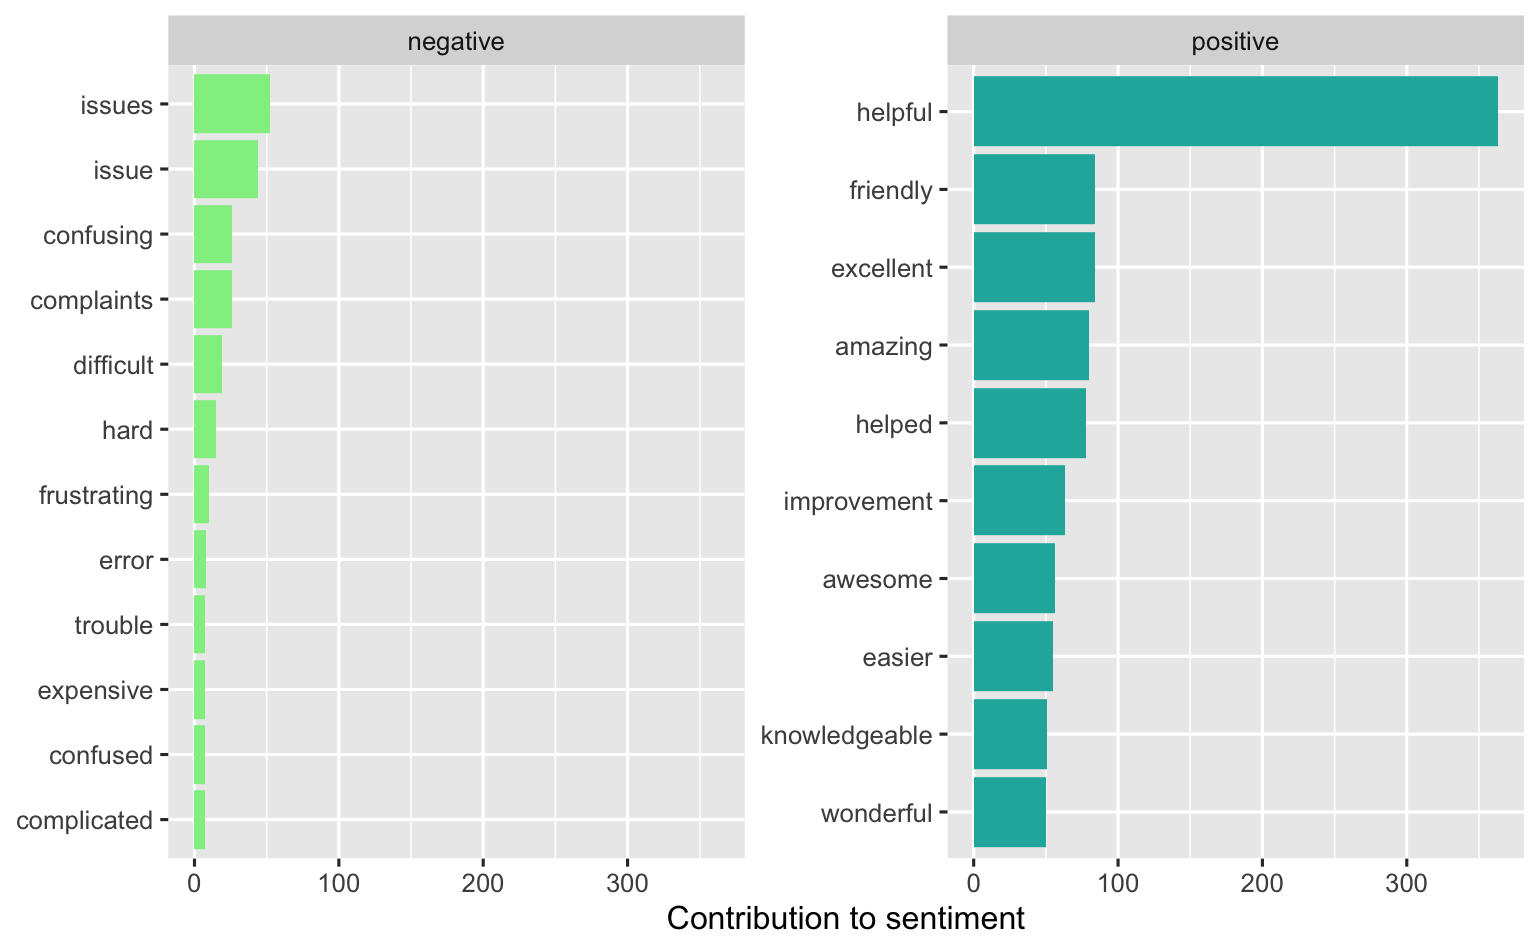 negative
issues
issue
confusing
complaints
difficult
hard
frustrating
error
trouble
expensive
confused
complicated
0 100 200 300
positive
helpful
friendly
excellent
amazing
helped
improvement
awesome
easier
knowledgeable
wonderful
0 100 200 300
Contribution to sentiment